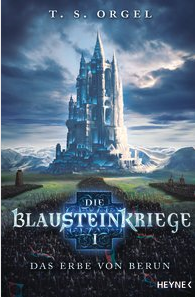 T. S. ORGEL
DIE
BLAUSTEINKRIEGE
I
DAS ERBE VON BERUN
HEYNE